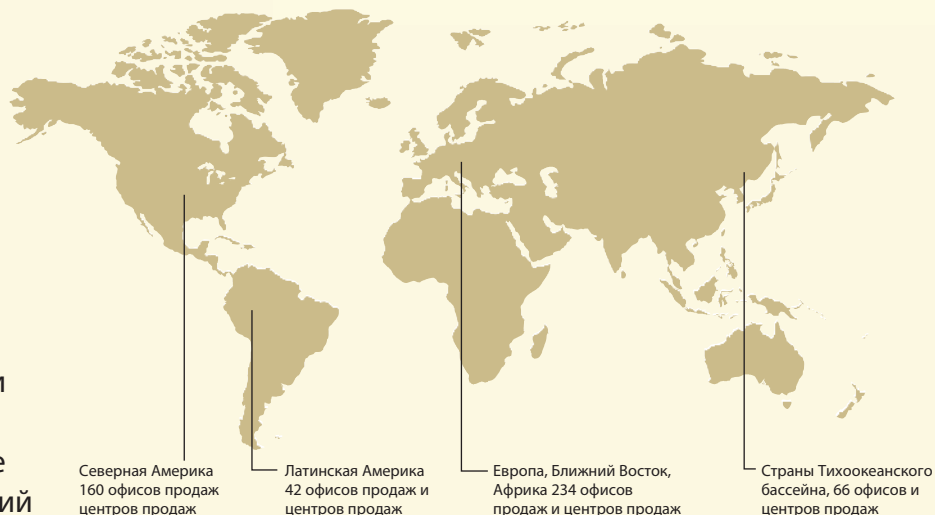 и
е
ий
Северная Америка
160 офисов продаж
центров продаж
Латинская Америка
42 офисов продаж и
центров продаж
Европа, Ближний Восток,
Африка 234 офисов
продаж и центров продаж
Страны Тихоокеанского
бассейна, 66 офисов и
центров продаж